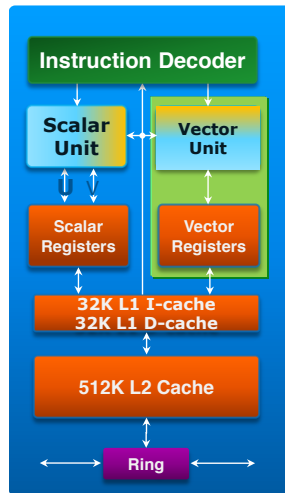 Instruction Decoder
Scalar
Unit
Vector
Unit
U V
Scalar
Registers
Vector
Registers
32K L1 I-cache
32K L1 D-cache
512K L2 Cache
Ring